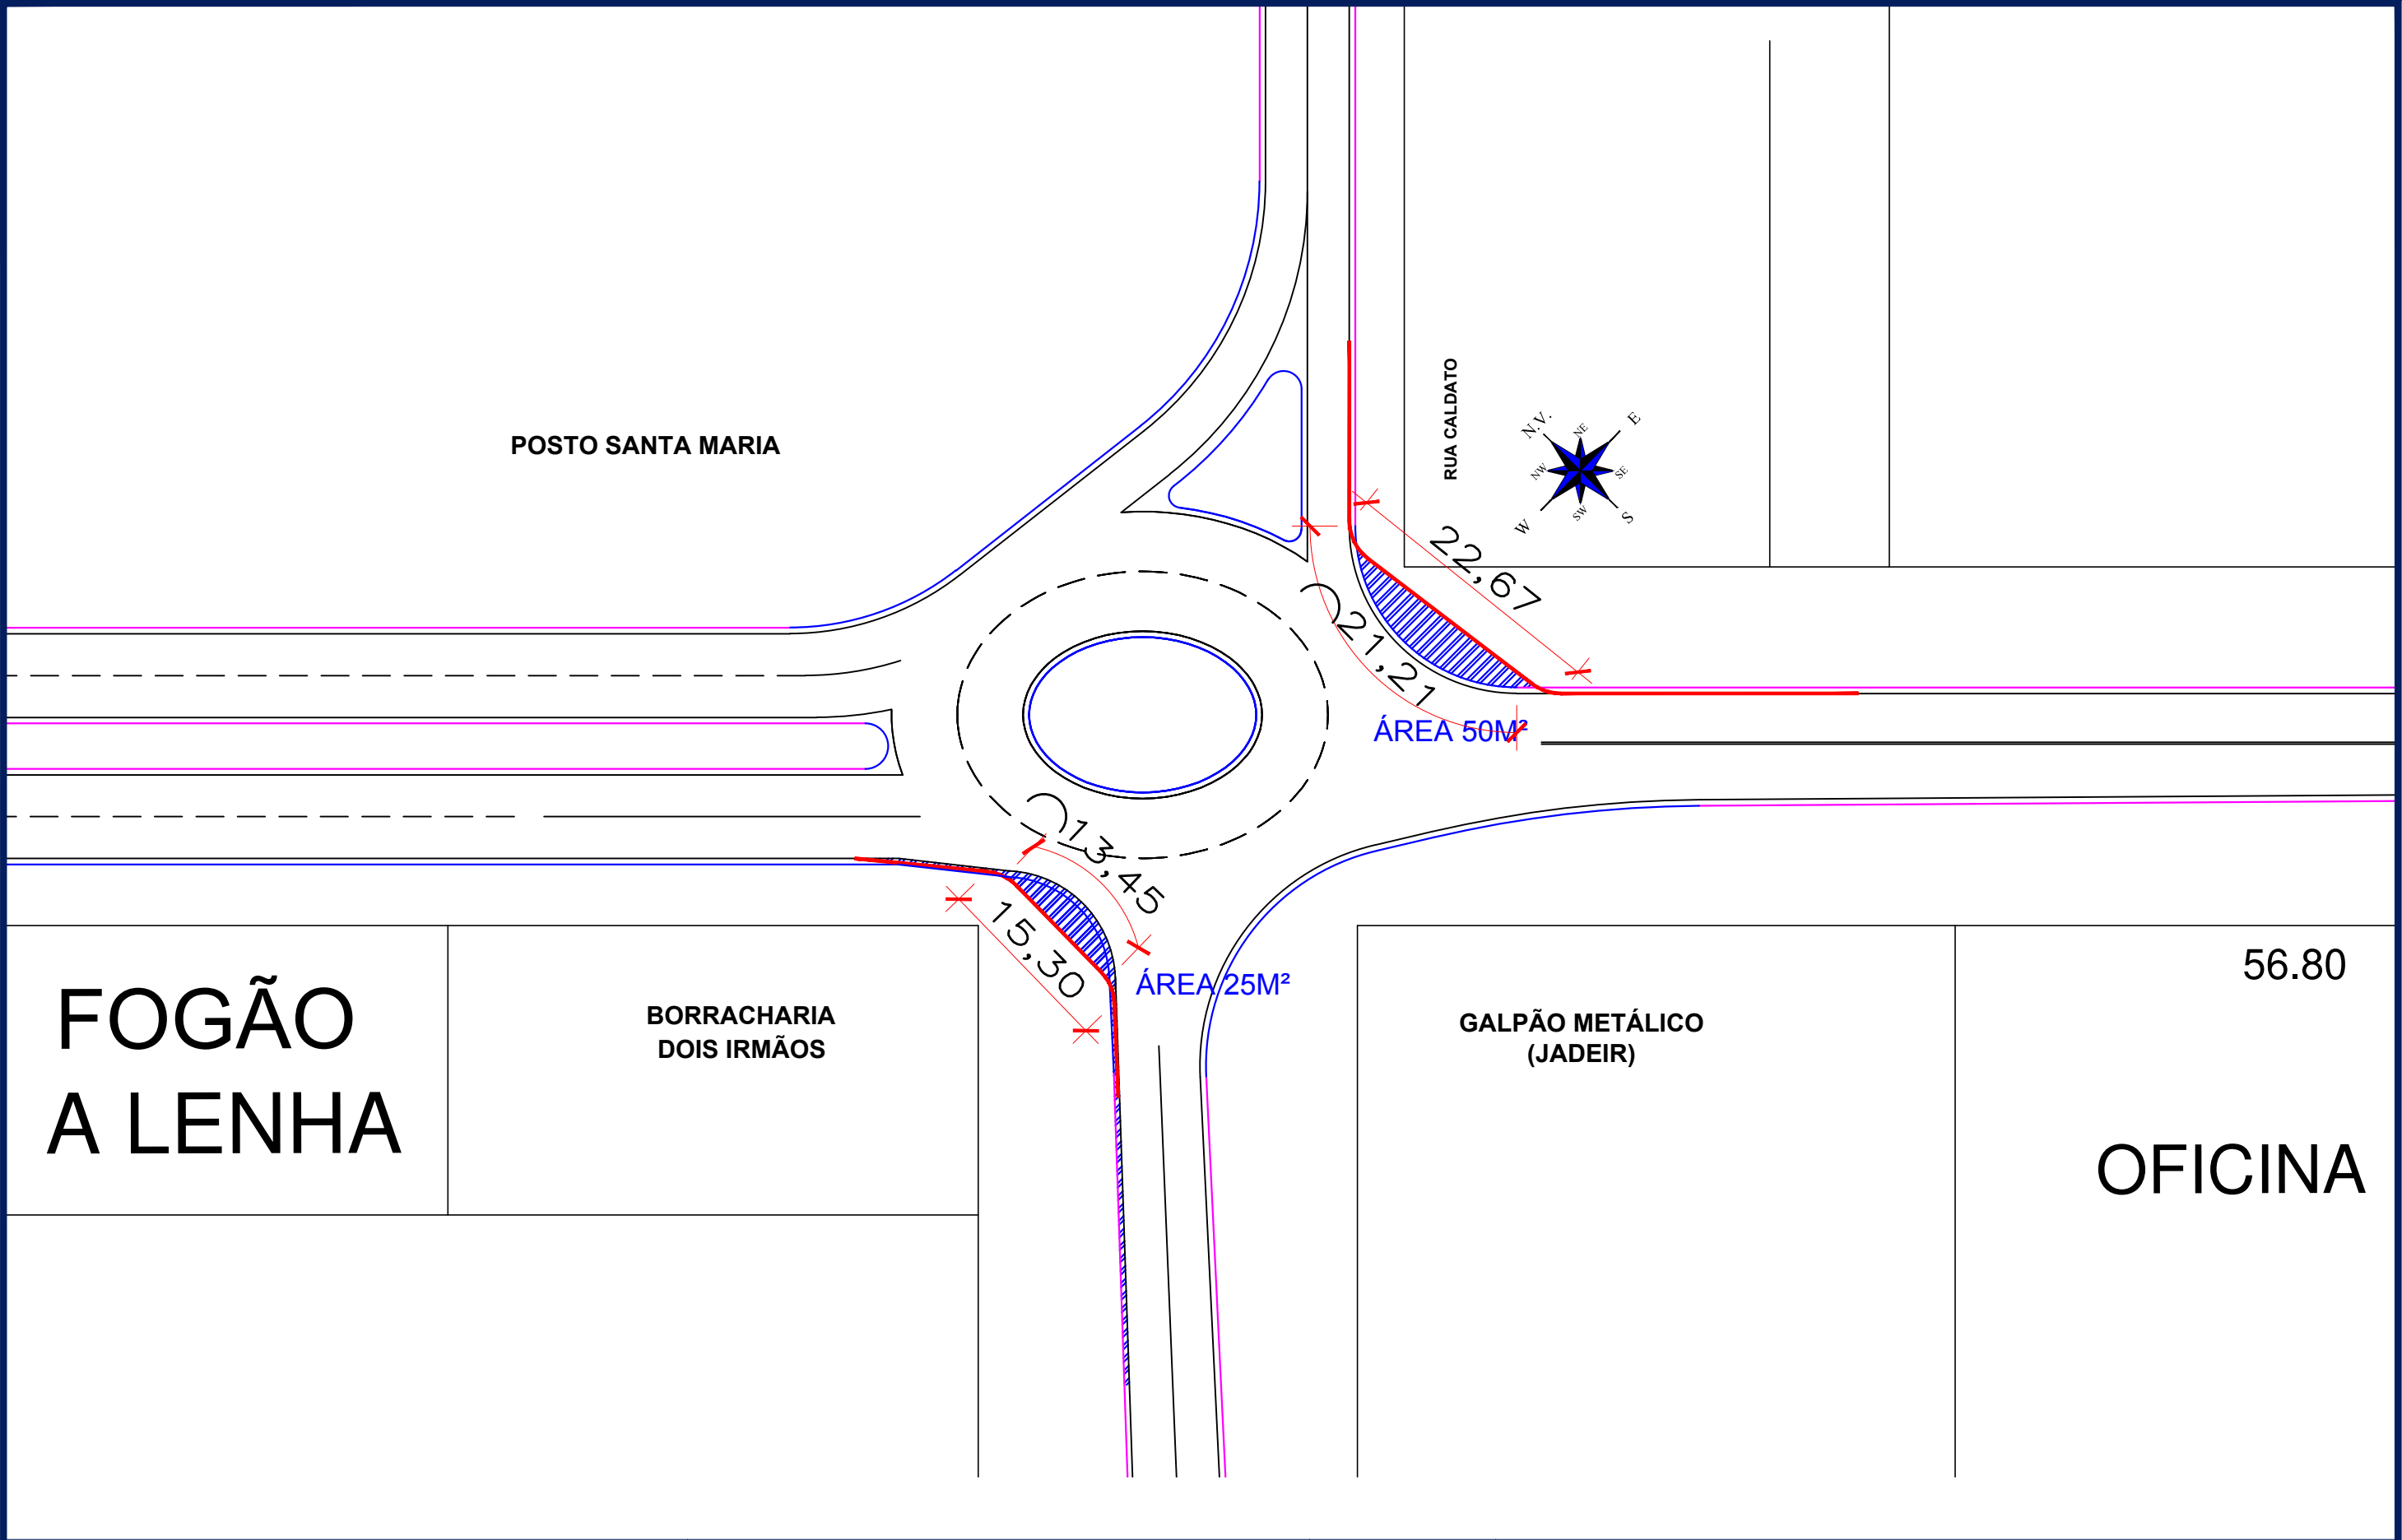 POSTO SANTA MARIA
RUA CALDATO
N.V.
NE
E
NW
SE
W
SW
S
22,67
21,21
ÁREA 50M²
13,45
15,30
ÁREA 25M²
FOGÃO
A LENHA
BORRACHARIA
DOIS IRMÃOS
GALPÃO METÁLICO
(JADEIR)
56.80
OFICINA